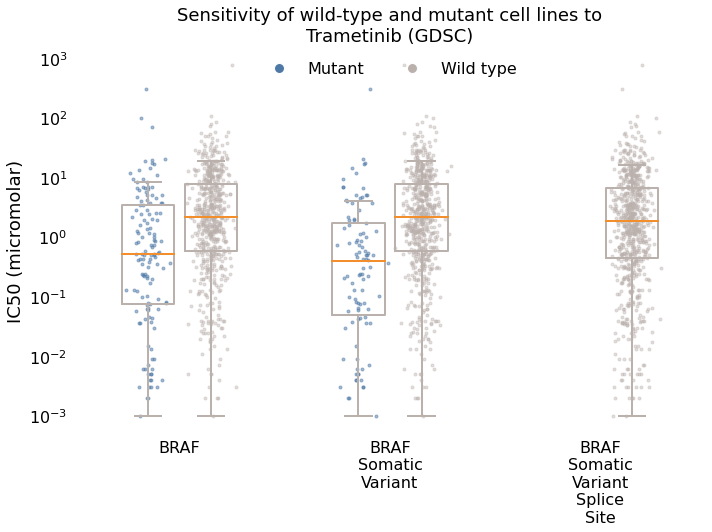 Sensitivity of wild-type and mutant cell lines to
Trametinib (GDSC)
Mutant
Wild type
IC50 (micromolar)
10³
10²
10¹
10⁰
10⁻¹
10⁻²
10⁻³
BRAF
BRAF
Somatic
Variant
BRAF
Somatic
Variant
Splice
Site